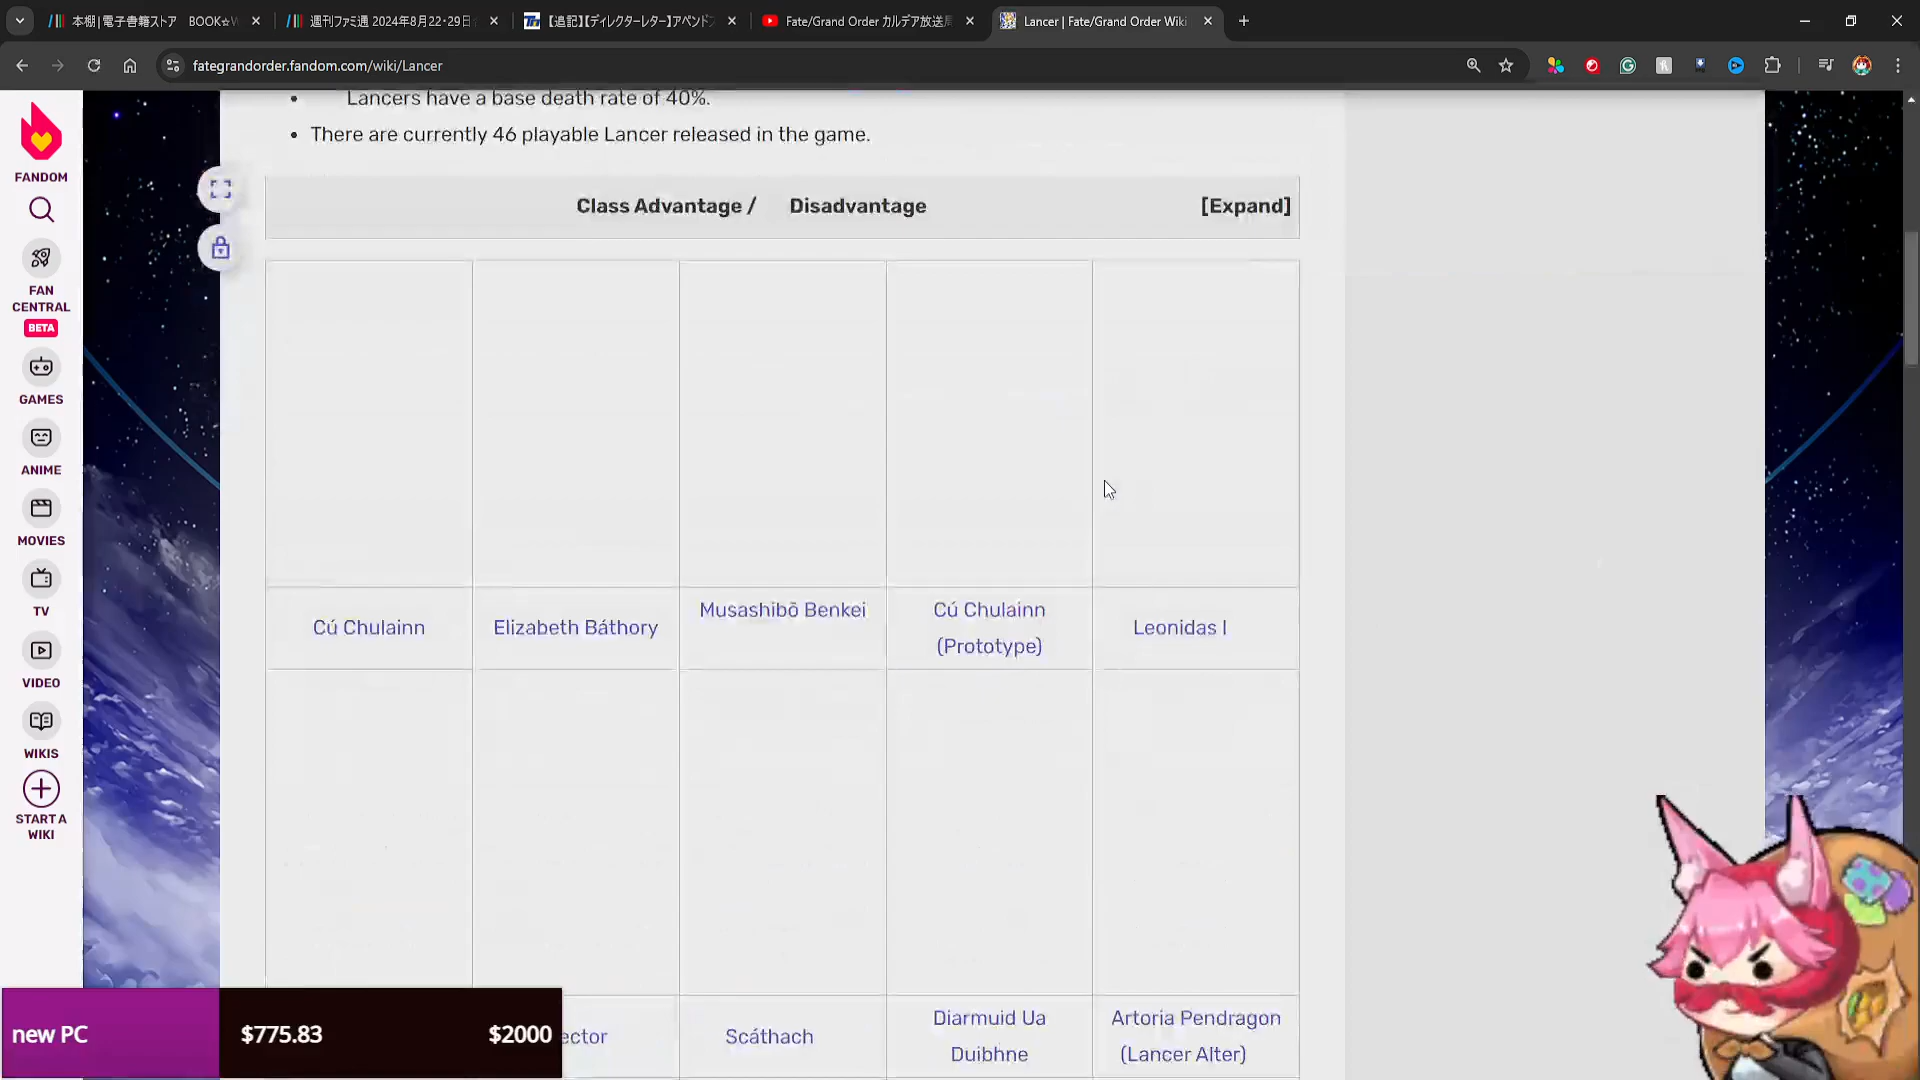 本棚|電子書籍ストア BOOK☆W
週刊ファミ通 2024年8月22・29日
【追記】【ディレクターレター】アペンド
Fate/Grand Order カルデア放送局
Lancer | Fate/Grand Order Wiki
fategrandorder.fandom.com/wiki/Lancer
FANDOM
FAN CENTRAL
BETA
GAMES
ANIME
MOVIES
TV
VIDEO
WIKIS
START A WIKI
Lancers have a base death rate of 40%.
There are currently 46 playable Lancer released in the game.
Class Advantage / Disadvantage [Expand]
Cú Chulainn
Elizabeth Báthory
Musashibō Benkei
Cú Chulainn
(Prototype)
Leonidas I
ector
Scáthach
Diarmuid Ua
Duibhne
Artoria Pendragon
(Lancer Alter)
new PC $775.83 $2000